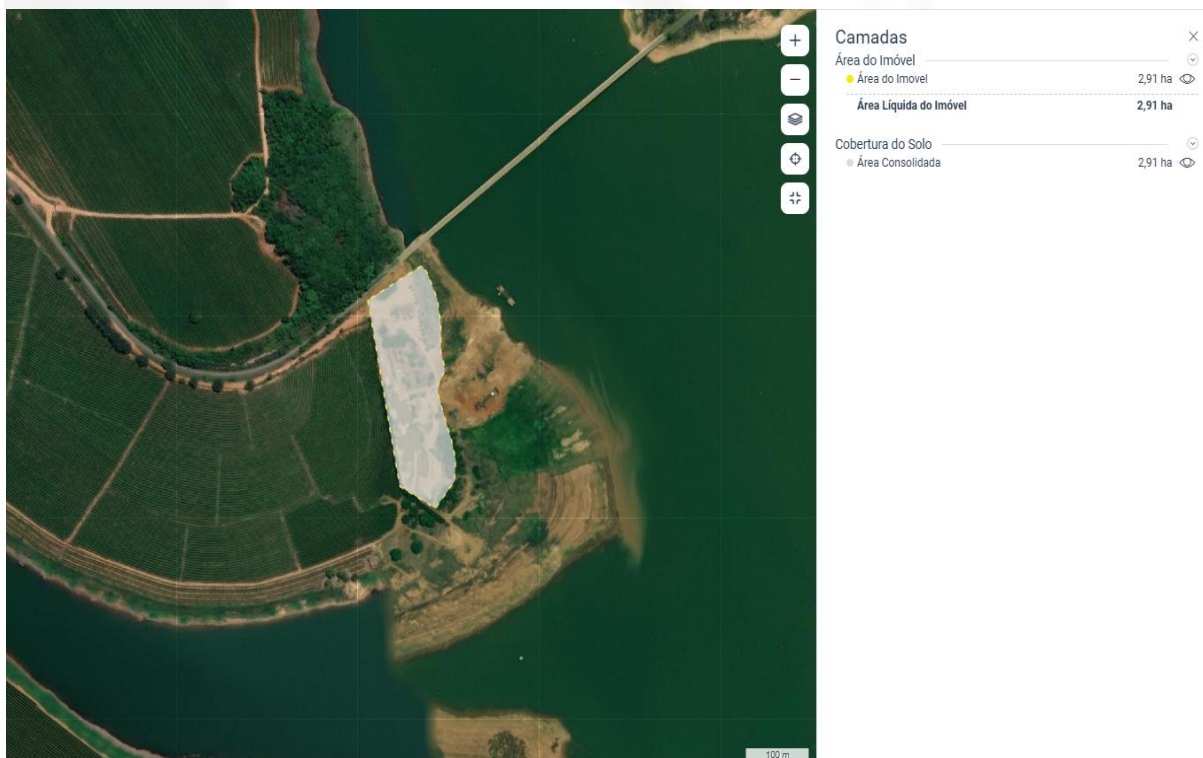 Camadas
Área do Imóvel
Área do Imovel 2,91 ha
Área Líquida do Imóvel 2,91 ha
Cobertura do Solo
Área Consolidada 2,91 ha
100 m